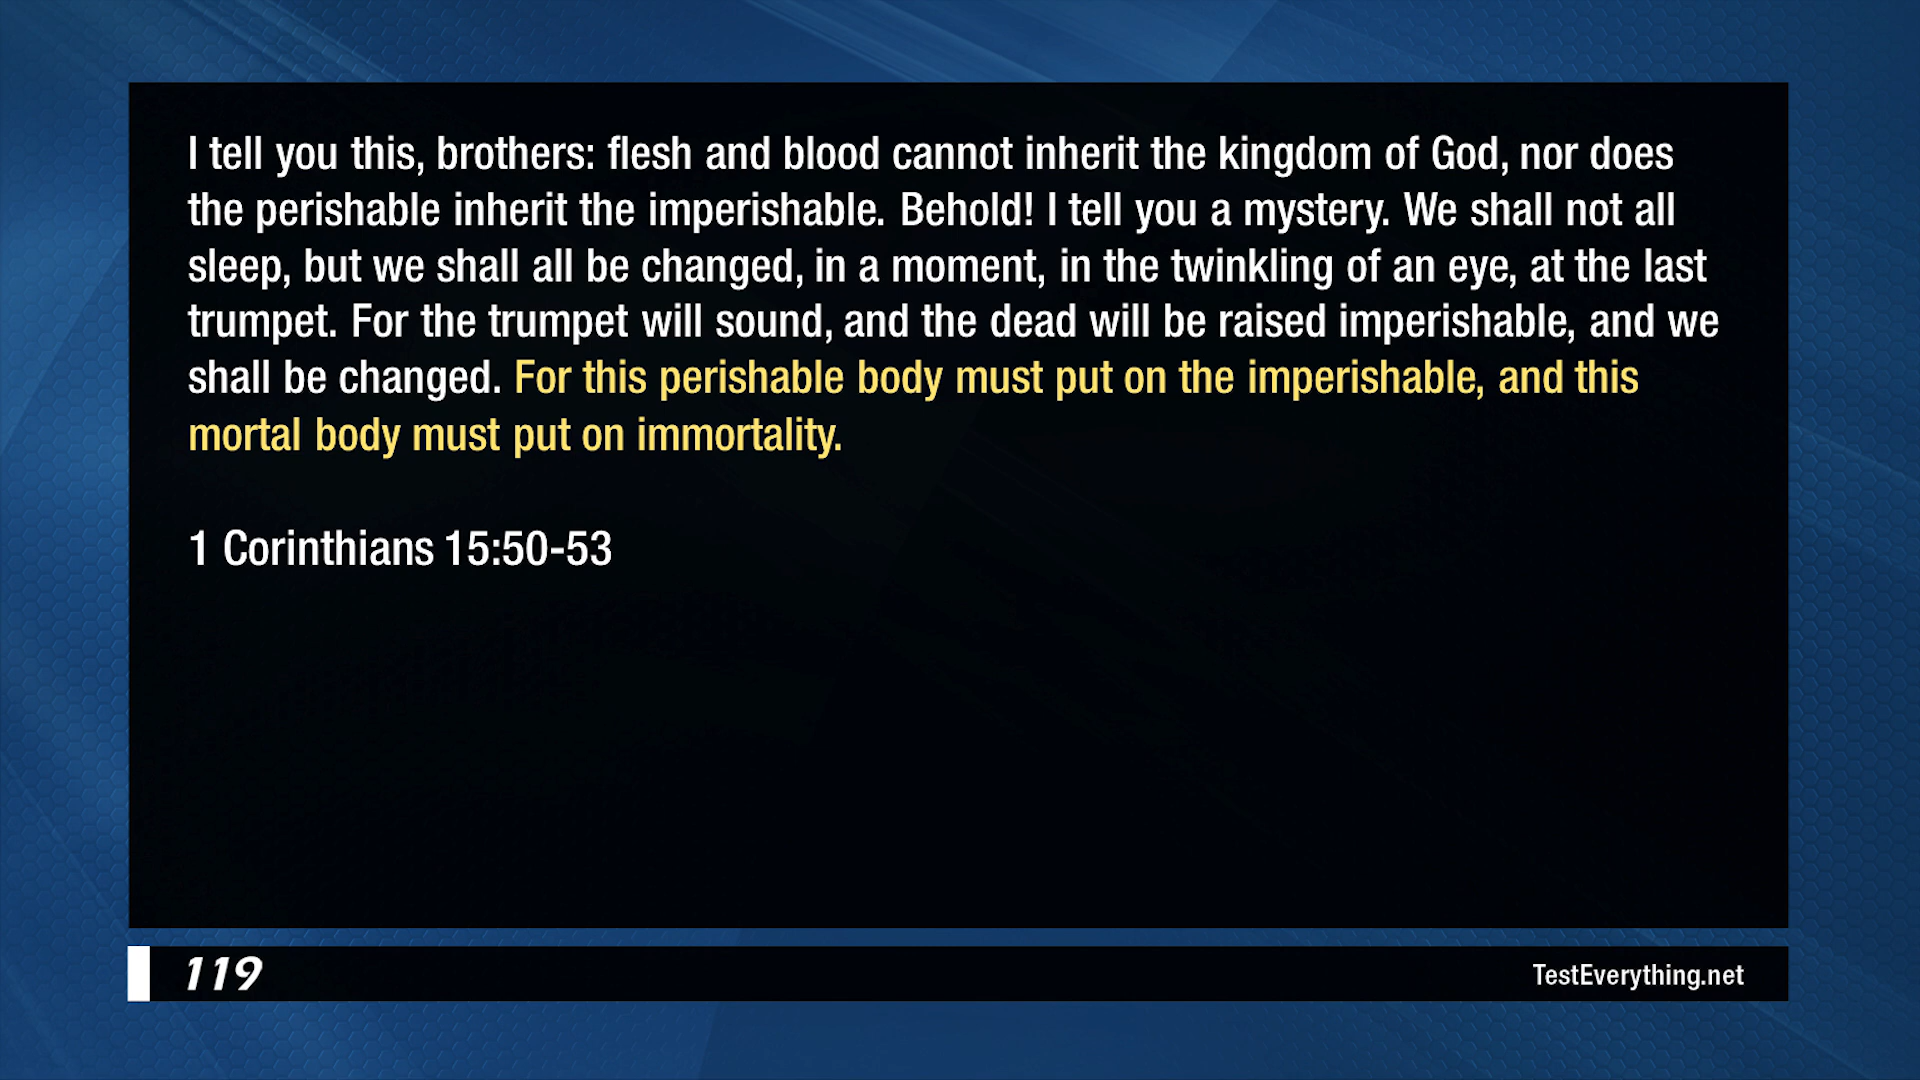 I tell you this, brothers: flesh and blood cannot inherit the kingdom of God, nor does
the perishable inherit the imperishable. Behold! I tell you a mystery. We shall not all
sleep, but we shall all be changed, in a moment, in the twinkling of an eye, at the last
trumpet. For the trumpet will sound, and the dead will be raised imperishable, and we
shall be changed. For this perishable body must put on the imperishable, and this
mortal body must put on immortality.
1 Corinthians 15:50-53
119
TestEverything.net